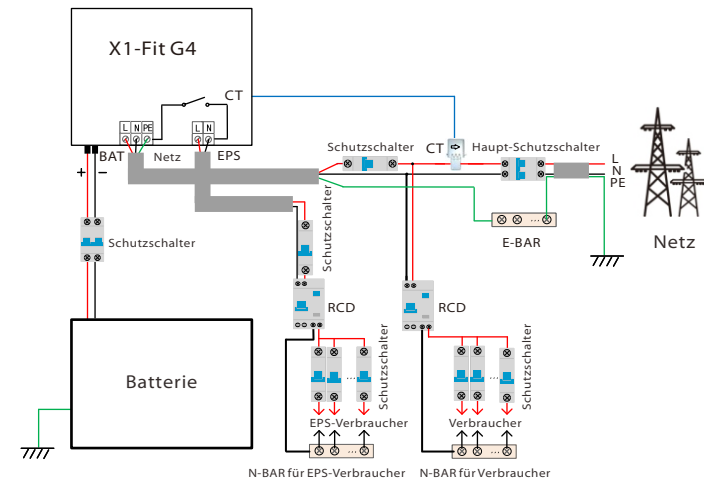 X1-Fit G4
CT
L N PE
L N
BAT
Netz
EPS
+ −
Schutzschalter
CT
Haupt-Schutzschalter
L
N
PE
E-BAR
Netz
Schutzschalter
Schutzschalter
RCD
RCD
Batterie
...
Schutzschalter
...
Schutzschalter
EPS-Verbraucher
Verbraucher
...
...
...
N-BAR für EPS-Verbraucher
N-BAR für Verbraucher